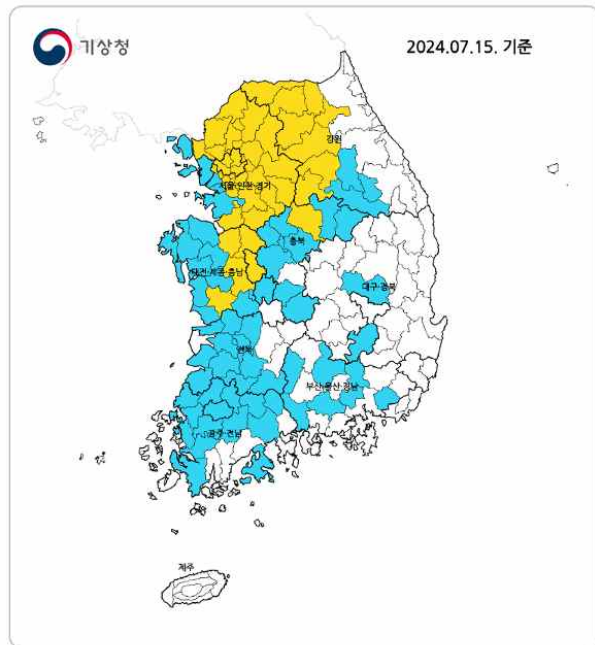 기상청
2024.07.15. 기준
강원
서울·인천·경기
충북
대전·세종·충남
대구·경북
전북
부산·울산·경남
광주·전남
제주